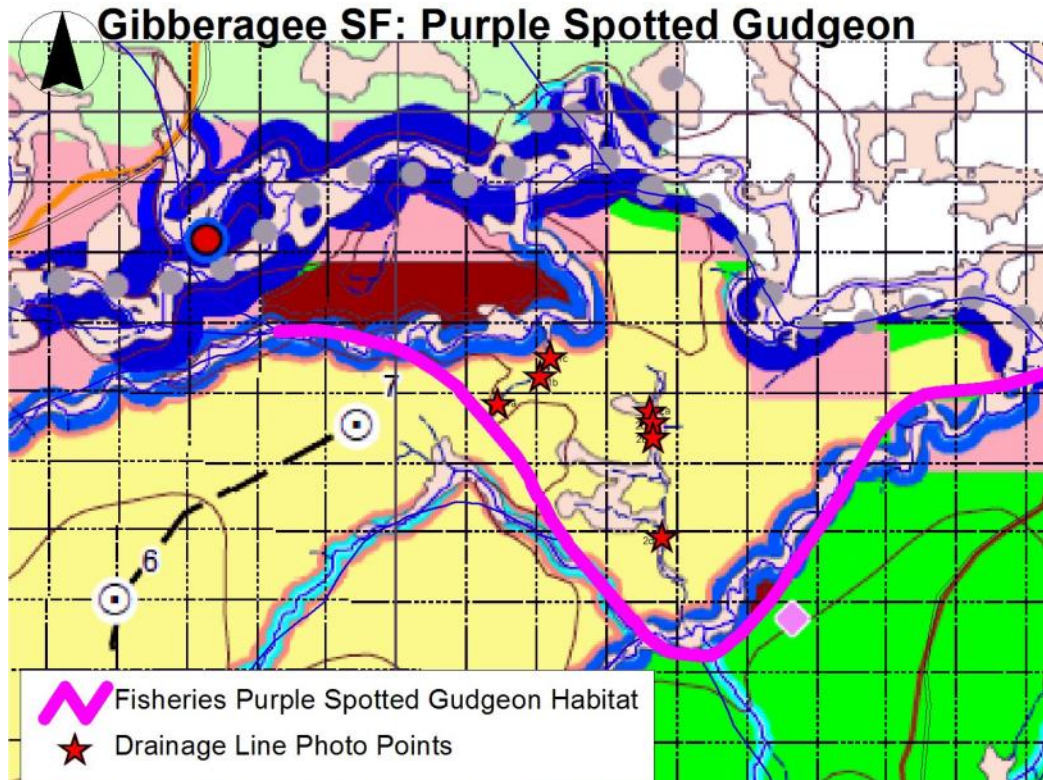 Gibberagee SF: Purple Spotted Gudgeon
7
6
Fisheries Purple Spotted Gudgeon Habitat
Drainage Line Photo Points